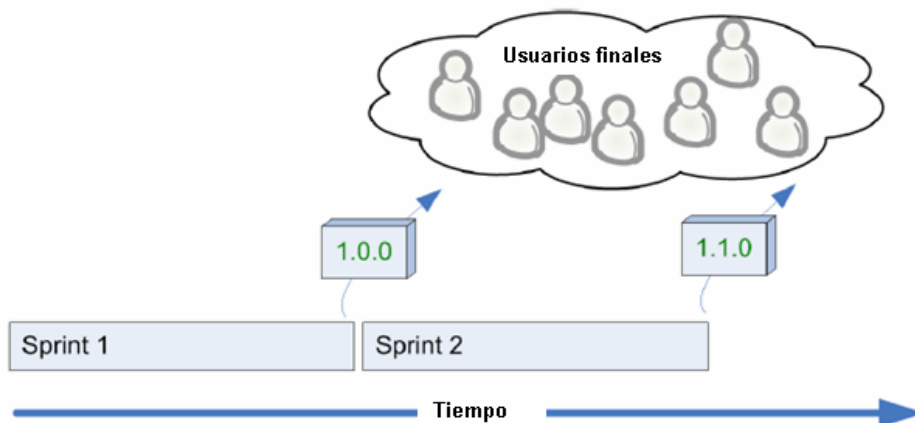 Usuarios finales
1.0.0
1.1.0
Sprint 1
Sprint 2
Tiempo